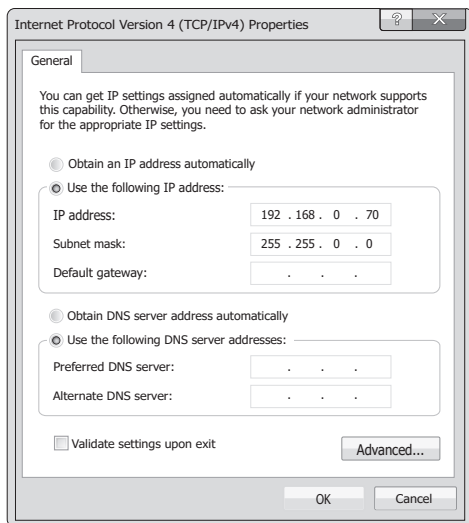 Internet Protocol Version 4 (TCP/IPv4) Properties
General
You can get IP settings assigned automatically if your network supports
this capability. Otherwise, you need to ask your network administrator
for the appropriate IP settings.
Obtain an IP address automatically
Use the following IP address:
IP address: 192 . 168 . 0 . 70
Subnet mask: 255 . 255 . 0 . 0
Default gateway: . . .
Obtain DNS server address automatically
Use the following DNS server addresses:
Preferred DNS server: . . .
Alternate DNS server: . . .
Validate settings upon exit
Advanced...
OK Cancel